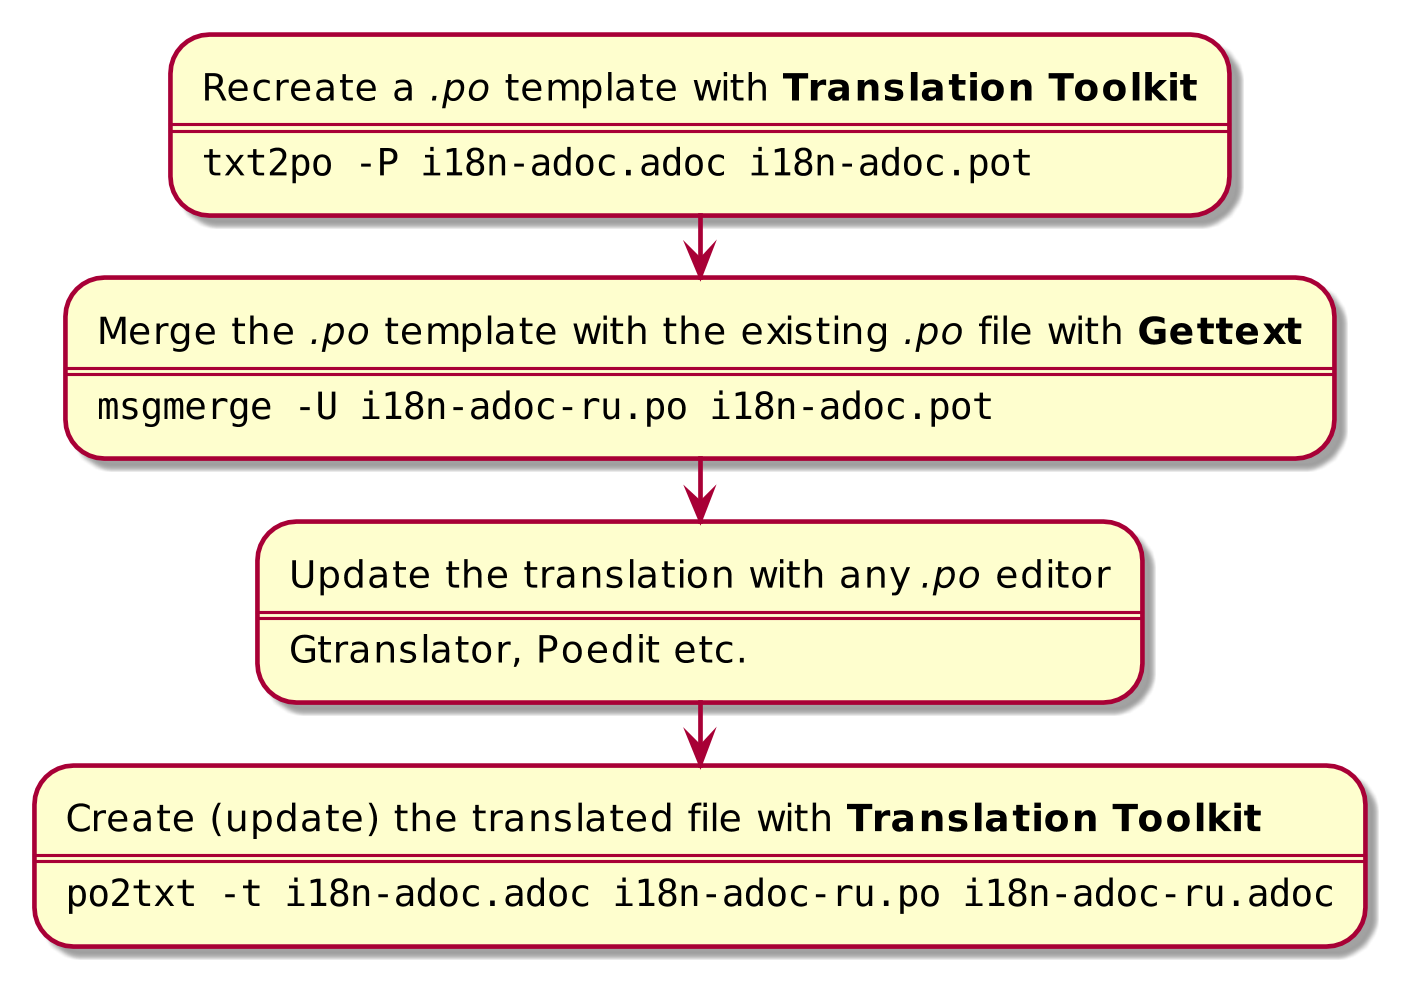 Recreate a .po template with Translation Toolkit
txt2po -P i18n-adoc.adoc i18n-adoc.pot
Merge the .po template with the existing .po file with Gettext
msgmerge -U i18n-adoc-ru.po i18n-adoc.pot
Update the translation with any .po editor
Gtranslator, Poedit etc.
Create (update) the translated file with Translation Toolkit
po2txt -t i18n-adoc.adoc i18n-adoc-ru.po i18n-adoc-ru.adoc